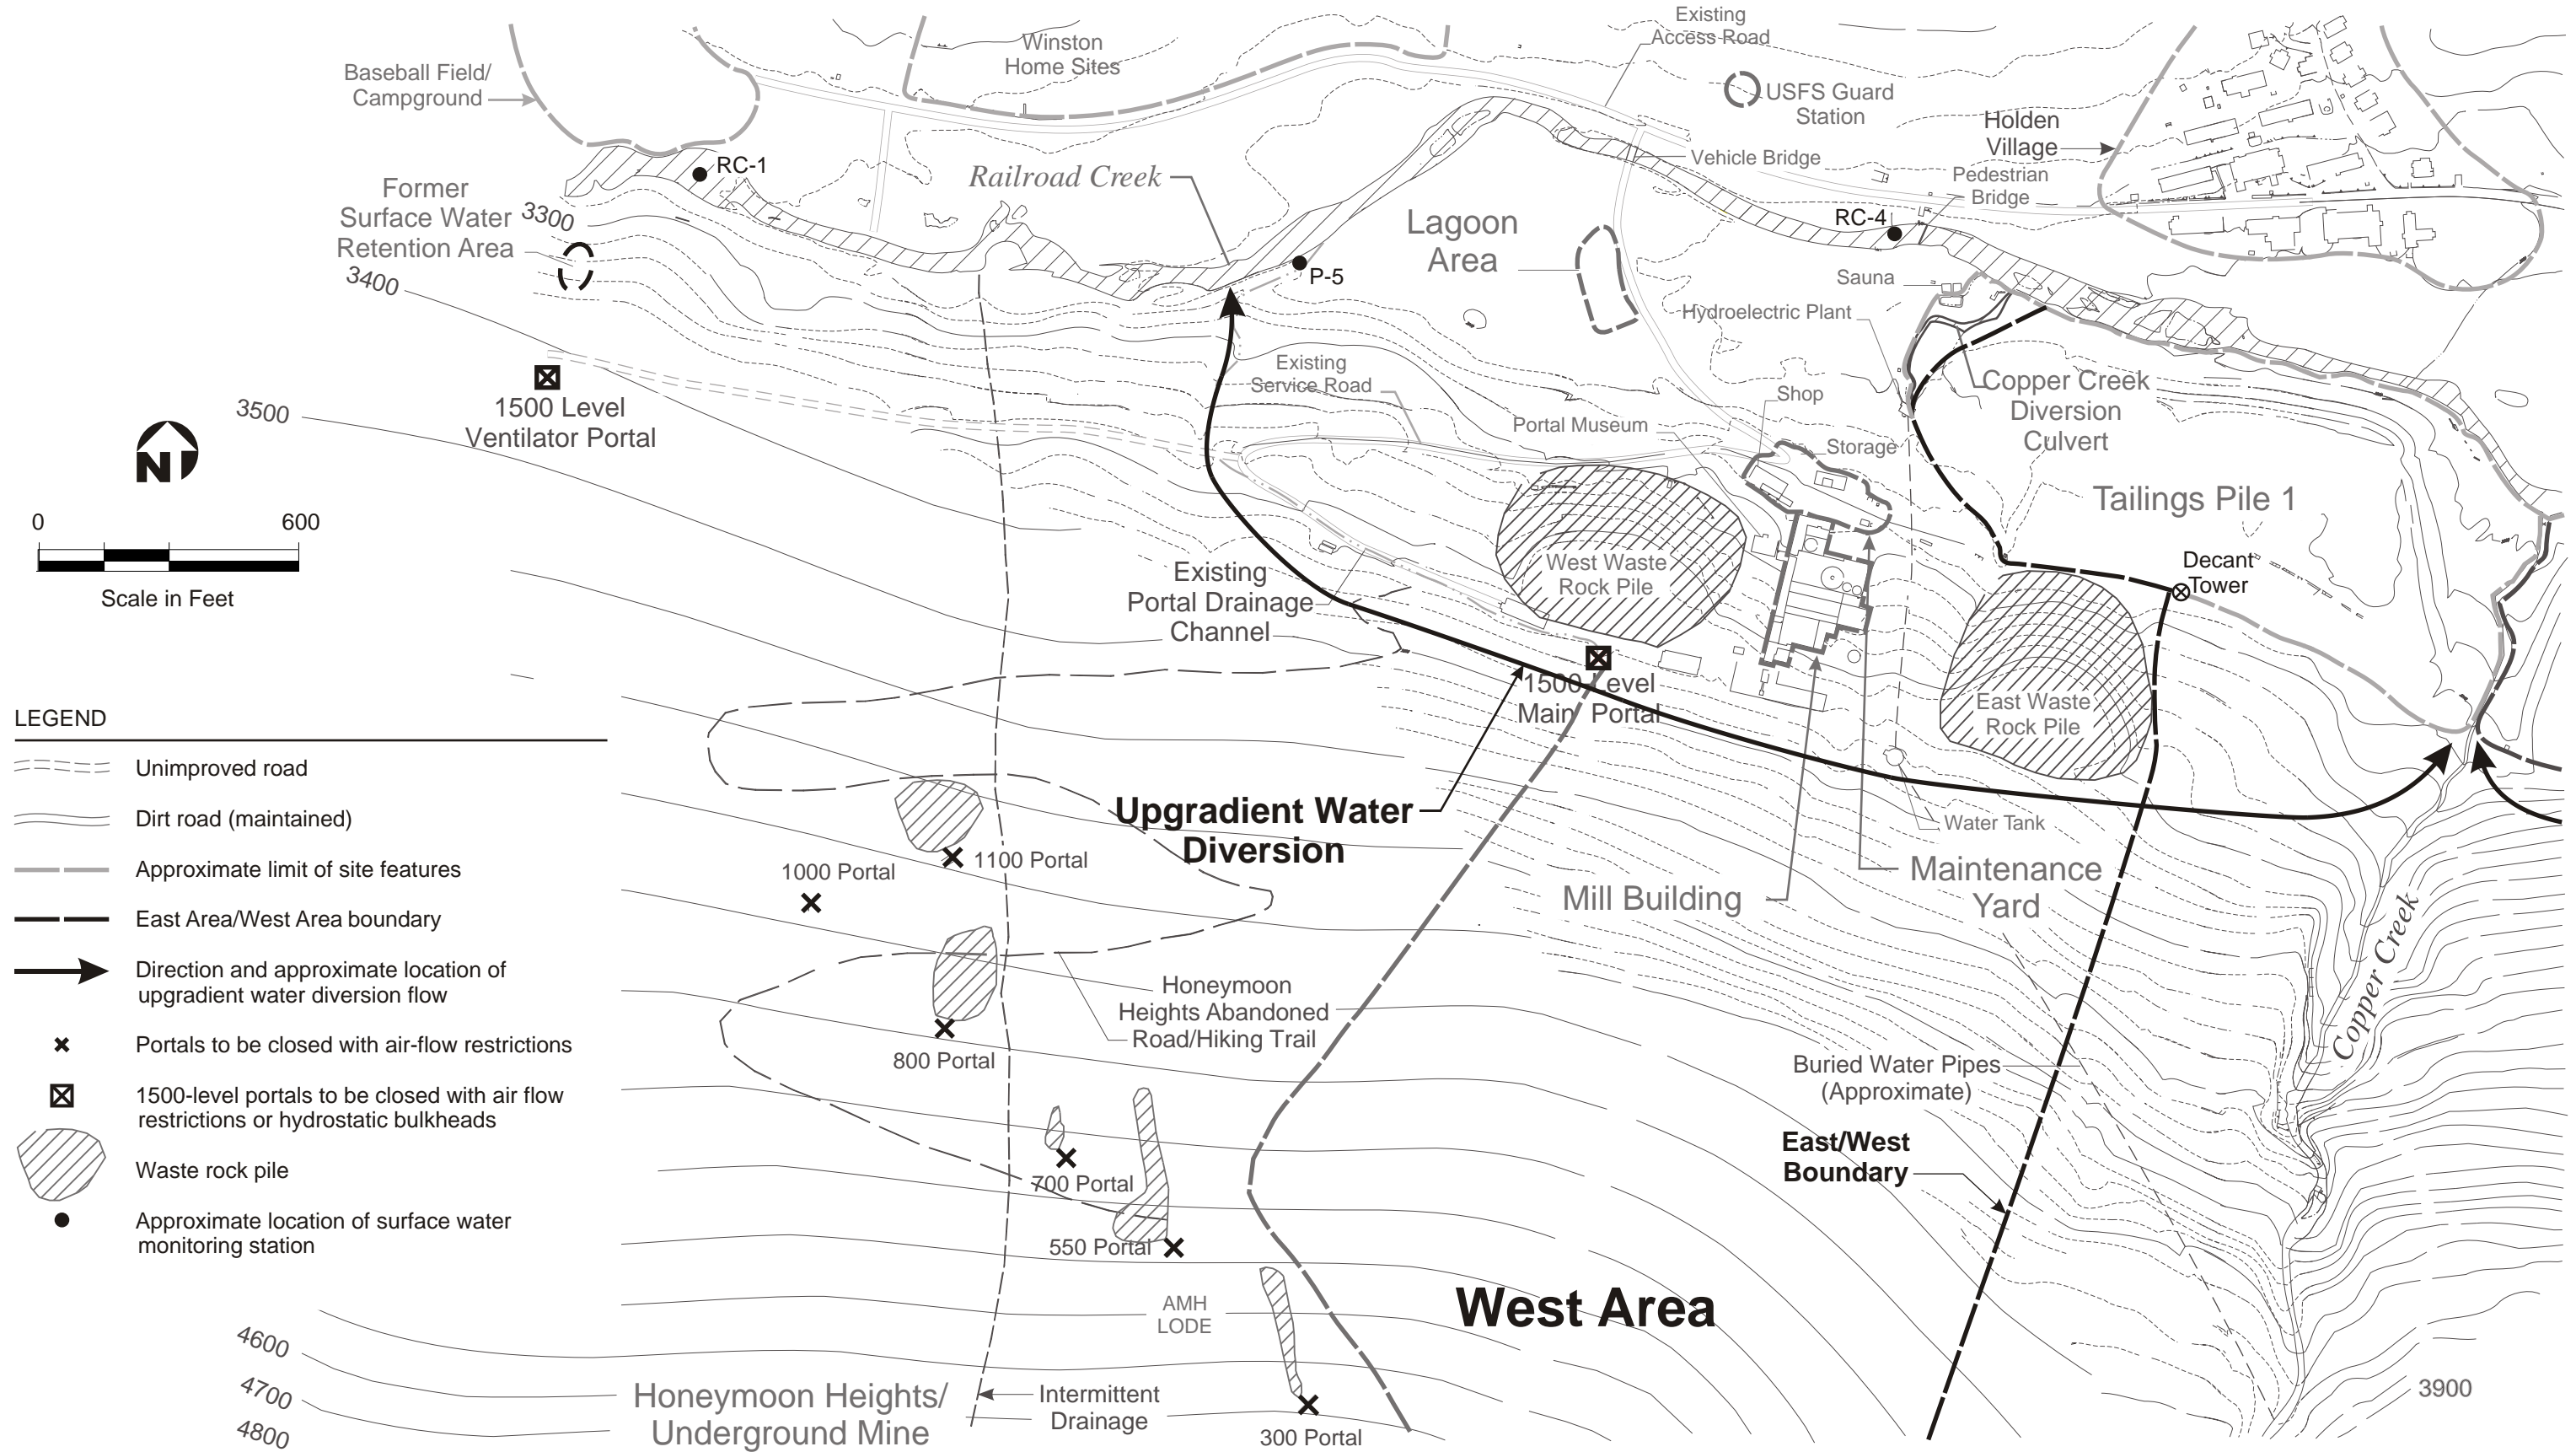 Existing
Access Road
Winston
Home Sites
Baseball Field/
Campground
USFS Guard
Station
Holden
Village
Vehicle Bridge
Pedestrian
Bridge
RC-1
Railroad Creek
Former
Surface Water
Retention Area
3300
3400
3500
Lagoon
Area
RC-4
P-5
Sauna
Hydroelectric Plant
Existing
Service Road
Copper Creek
Diversion
Culvert
Shop
Portal Museum
Storage
1500 Level
Ventilator Portal
N
0 600
Scale in Feet
Tailings Pile 1
Decant
Tower
West Waste
Rock Pile
Existing
Portal Drainage
Channel
1500 Level
Main Portal
East Waste
Rock Pile
LEGEND
Unimproved road
Dirt road (maintained)
Approximate limit of site features
East Area/West Area boundary
Direction and approximate location of
upgradient water diversion flow
Portals to be closed with air-flow restrictions
1500-level portals to be closed with air flow
restrictions or hydrostatic bulkheads
Waste rock pile
Approximate location of surface water
monitoring station
Upgradient Water
Diversion
Water Tank
1100 Portal
1000 Portal
Mill Building
Maintenance
Yard
Copper Creek
Honeymoon
Heights Abandoned
Road/Hiking Trail
800 Portal
Buried Water Pipes
(Approximate)
East/West
Boundary
700 Portal
550 Portal
AMH
LODE
West Area
4600
4700
4800
Honeymoon Heights/
Underground Mine
Intermittent
Drainage
300 Portal
3900